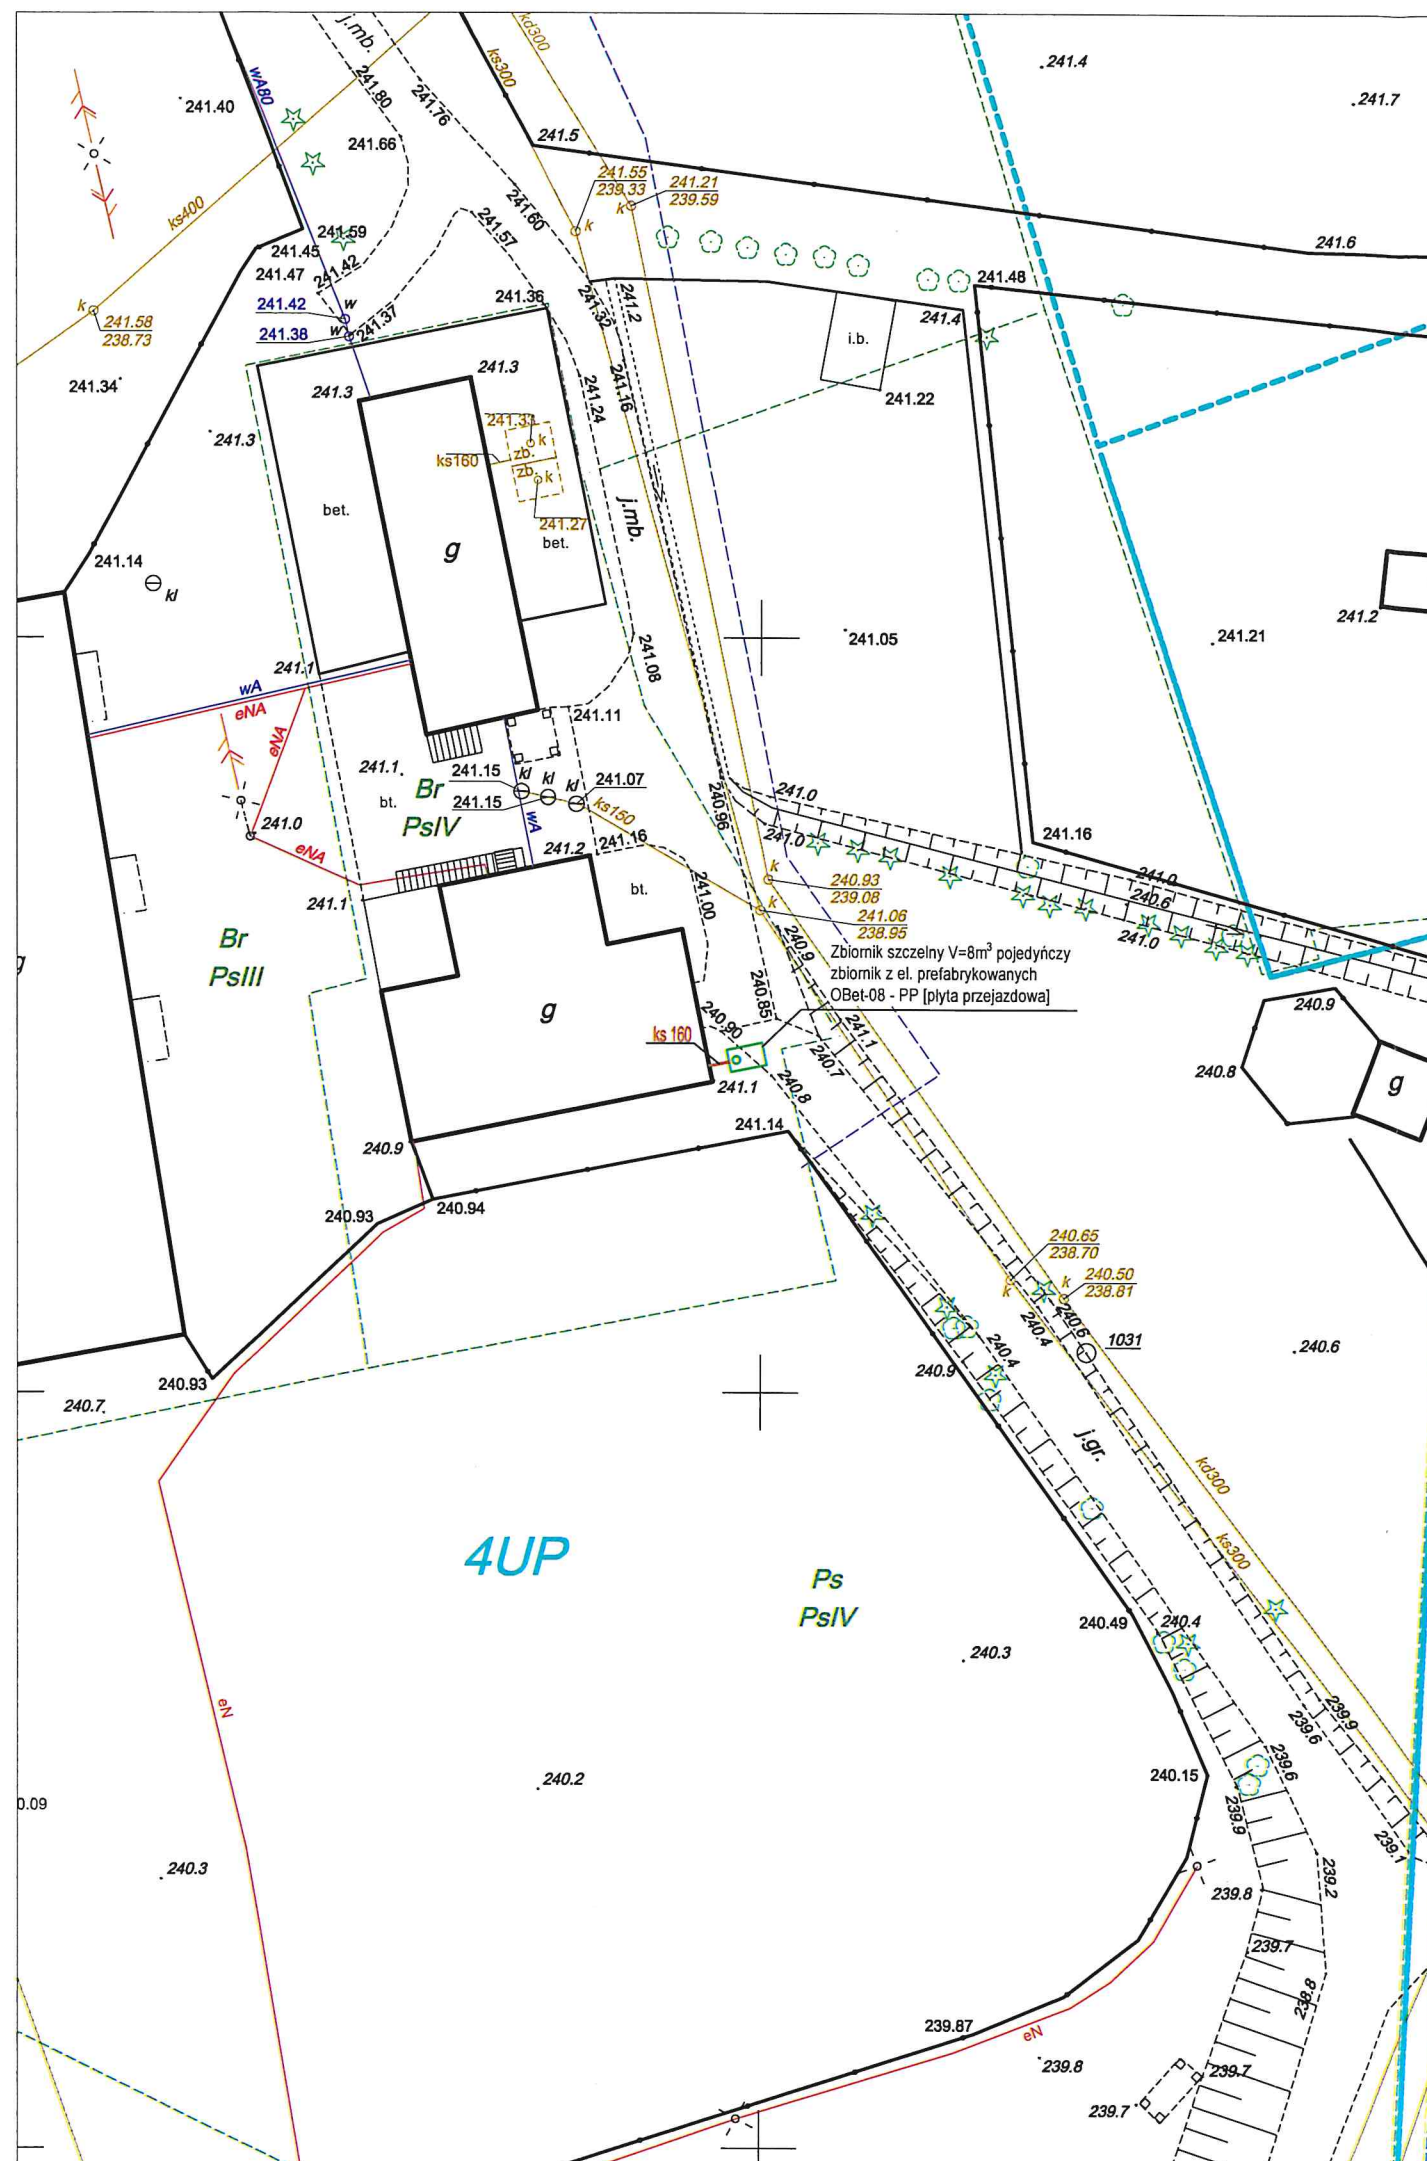 j.mb.
kd300
ks300
241.4
241.7
wA80
241.80
241.76
241.40
241.66
241.5
241.55
239.33
k
241.21
239.59
k
ks400
241.60
241.57
241.59
241.45
241.47
241.42
241.6
241.48
241.36
241.32
241.2
241.4
k
241.58
238.73
241.42
w
241.38
w
241.37
i.b.
241.34
241.3
241.3
241.24
241.16
241.22
241.3
241.33
k
ks160
zb.
zb.
k
241.27
bet.
bet.
j.mb.
g
241.14
kl
241.2
241.05
241.21
241.08
241.1
wA
eNA
eNA
241.11
241.1
241.15
kl
kl
kl
241.07
bt.
Br
PsIV
241.15
ks150
wA
241.0
eNA
241.2
241.16
240.96
241.0
241.0
241.16
241.0
240.6
241.0
bt.
241.1
241.00
240.93
239.08
k
k
241.06
238.95
Br
PsIII
g
g
240.9
Zbiornik szczelny V=8m³ pojedyńczy
zbiornik z el. prefabrykowanych
OBet-08 - PP [plyta przejazdowa]
240.85
240.90
ks 160
241.1
240.7
240.8
241.1
240.9
240.8
g
241.14
240.9
240.94
240.93
240.65
238.70
k
k
240.50
238.81
240.4
240.6
1031
240.6
240.93
240.7
240.9
240.4
j.gr.
kd300
ks300
4UP
Ps
PsIV
240.49
240.4
240.3
eN
239.9
239.6
239.6
240.15
240.2
0.09
239.9
239.1
240.3
239.8
239.2
239.7
238.8
239.87
eN
239.8
239.7
239.7